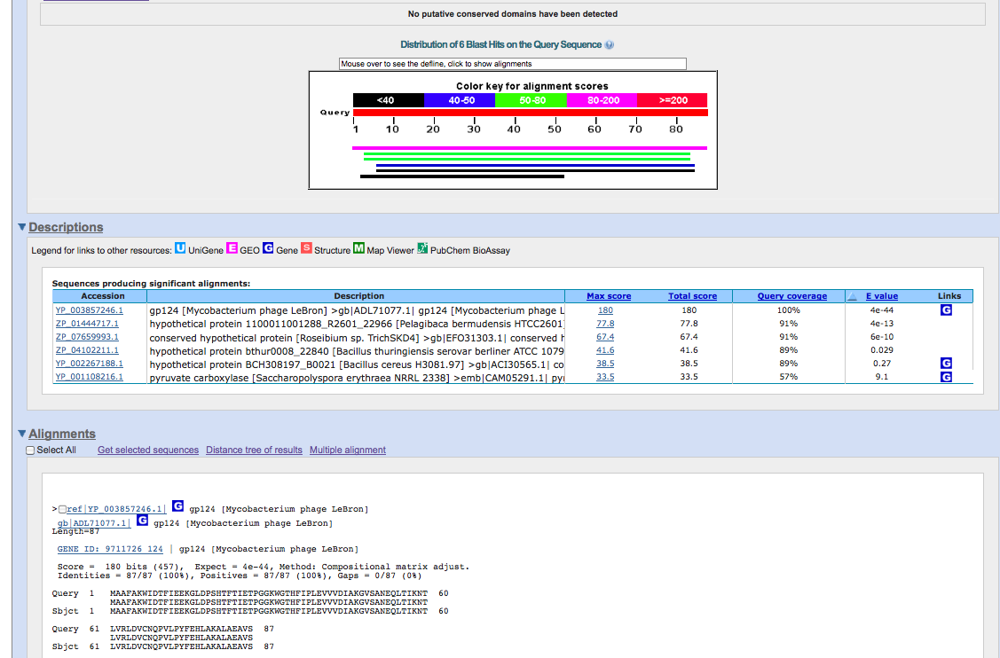 No putative conserved domains have been detected
Distribution of 6 Blast Hits on the Query Sequence
Mouse over to see the define, click to show alignments
Color key for alignment scores
<40 40-50 50-80 80-200 >=200
Query
1 10 20 30 40 50 60 70 80
Descriptions
Legend for links to other resources: U UniGene E GEO G Gene S Structure M Map Viewer PubChem BioAssay
Sequences producing significant alignments:
Accession Description Max score Total score Query coverage E value Links
YP_003857246.1 gp124 [Mycobacterium phage LeBron] >gb|ADL71077.1| gp124 [Mycobacterium phage L 180 180 100% 4e-44 G
ZP_01444717.1 hypothetical protein 1100011001288_R2601_22966 [Pelagibaca bermudensis HTCC2601] 77.8 77.8 91% 4e-13
ZP_07659993.1 conserved hypothetical protein [Roseibium sp. TrichSKD4] >gb|EFO31303.1| conserved h 67.4 67.4 91% 6e-10
ZP_04102211.1 hypothetical protein bthur0008_22840 [Bacillus thuringiensis serovar berliner ATCC 1079 41.6 41.6 89% 0.029
YP_002267188.1 hypothetical protein BCH308197_B0021 [Bacillus cereus H3081.97] >gb|ACI30565.1| co 38.5 38.5 89% 0.27 G
YP_001108216.1 pyruvate carboxylase [Saccharopolyspora erythraea NRRL 2338] >emb|CAM05291.1| pyr 33.5 33.5 57% 9.1 G
Alignments
Select All Get selected sequences Distance tree of results Multiple alignment
>ref|YP_003857246.1| G gp124 [Mycobacterium phage LeBron]
gb|ADL71077.1| G gp124 [Mycobacterium phage LeBron]
Length=87
GENE ID: 9711726 124 | gp124 [Mycobacterium phage LeBron]
Score = 180 bits (457), Expect = 4e-44, Method: Compositional matrix adjust.
Identities = 87/87 (100%), Positives = 87/87 (100%), Gaps = 0/87 (0%)
Query 1 MAAFAKWIDTFIEEKGLDPSHTFTIETPGGKWGTHFIPLEVVVDIAKGVSANEQLTIKNT 60
MAAFAKWIDTFIEEKGLDPSHTFTIETPGGKWGTHFIPLEVVVDIAKGVSANEQLTIKNT
Sbjct 1 MAAFAKWIDTFIEEKGLDPSHTFTIETPGGKWGTHFIPLEVVVDIAKGVSANEQLTIKNT 60
Query 61 LVRLDVCNQPVLPYFEHLAKALAEAVS 87
LVRLDVCNQPVLPYFEHLAKALAEAVS
Sbjct 61 LVRLDVCNQPVLPYFEHLAKALAEAVS 87